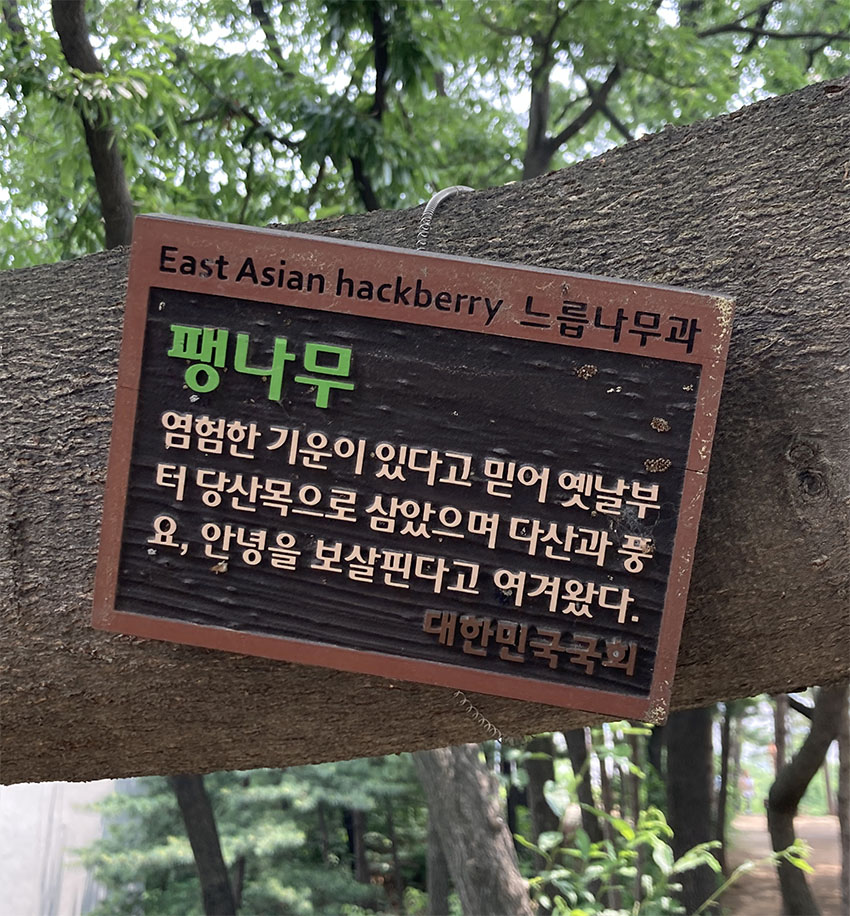 East Asian hackberry 느릅나무과
팽나무
염험한 기운이 있다고 믿어 옛날부
터 당산목으로 삼았으며 다산과 풍
요, 안녕을 보살핀다고 여겨왔다.
대한민국국회